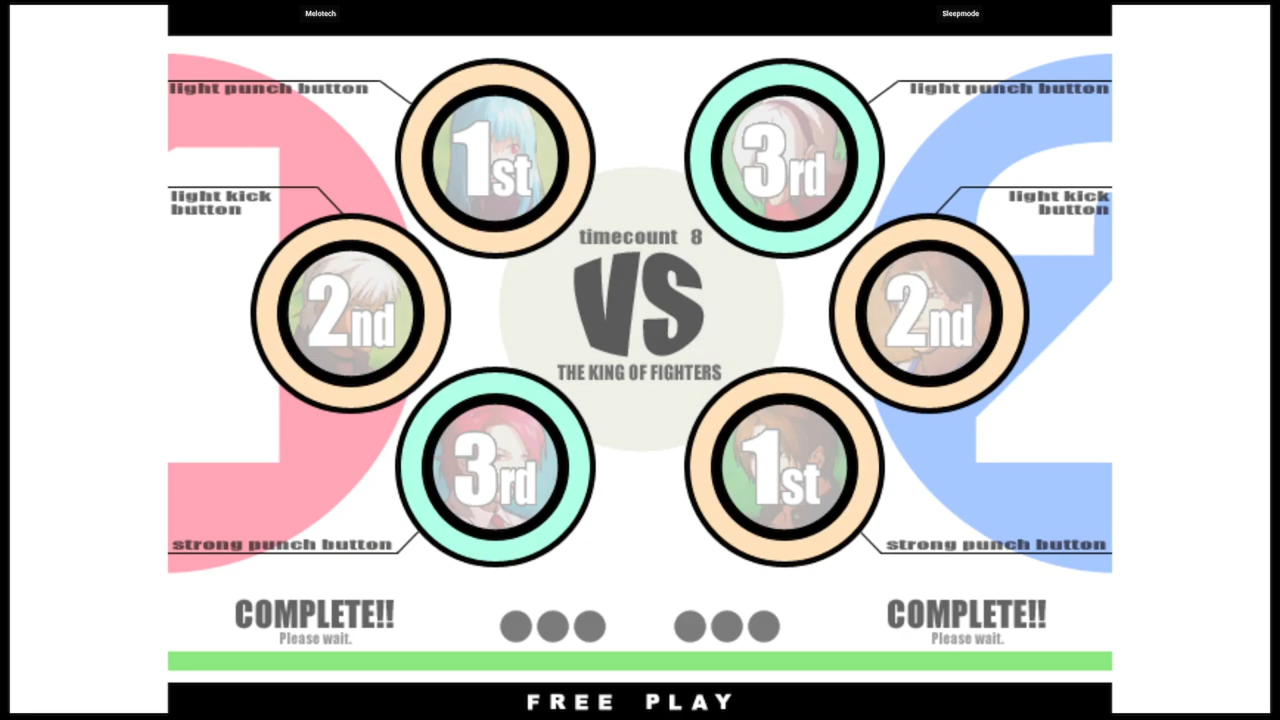 Melotech
Sleepmode
light punch button
light punch button
1st
3rd
light kick
button
light kick
button
timecount 8
VS
THE KING OF FIGHTERS
2nd
2nd
3rd
1st
strong punch button
strong punch button
COMPLETE!!
Please wait.
COMPLETE!!
Please wait.
FREE PLAY
1
2